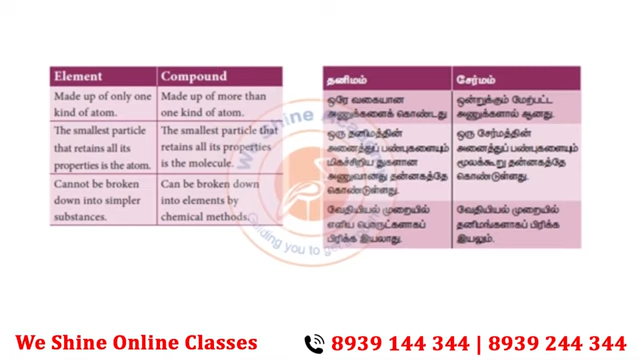 Element
Compound
Made up of only one
kind of atom.
Made up of more than
one kind of atom.
The smallest particle
that retains all its
properties is the atom.
The smallest particle that
retains all its properties
is the molecule.
Cannot be broken
down into simpler
substances.
Can be broken down
into elements by
chemical methods.
தனிமம்
சேர்மம்
ஒரே வகையான
அணுக்களைக் கொண்டது
ஒன்றுக்கும் மேற்பட்ட
அணுக்களால் ஆனது.
ஒரு தனிமத்தின்
அனைத்துப் பண்புகளையும்
மிகச்சிறிய துகளான
அணுவானது தன்னகத்தே
கொண்டுள்ளது.
ஒரு சேர்மத்தின்
அனைத்துப் பண்புகளையும்
மூலக்கூறு தன்னகத்தே
கொண்டுள்ளது.
வேதியியல் முறையில்
எளிய பொருட்களாகப்
பிரிக்க இயலாது.
வேதியியல் முறையில்
தனிமங்களாகப் பிரிக்க
இயலும்.
We Shine
Guiding you to
We Shine Online Classes
8939 144 344 | 8939 244 344